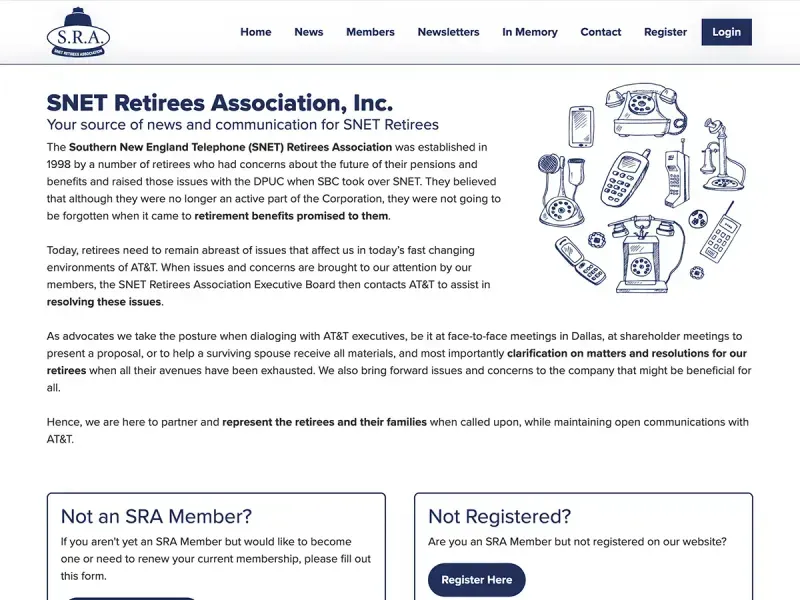 S.R.A.
SNET RETIREES ASSOCIATION
Home News Members Newsletters In Memory Contact Register Login
SNET Retirees Association, Inc.
Your source of news and communication for SNET Retirees
The Southern New England Telephone (SNET) Retirees Association was established in
1998 by a number of retirees who had concerns about the future of their pensions and
benefits and raised those issues with the DPUC when SBC took over SNET. They believed
that although they were no longer an active part of the Corporation, they were not going to
be forgotten when it came to retirement benefits promised to them.
Today, retirees need to remain abreast of issues that affect us in today's fast changing
environments of AT&T. When issues and concerns are brought to our attention by our
members, the SNET Retirees Association Executive Board then contacts AT&T to assist in
resolving these issues.
As advocates we take the posture when dialoging with AT&T executives, be it at face-to-face meetings in Dallas, at shareholder meetings to
present a proposal, or to help a surviving spouse receive all materials, and most importantly clarification on matters and resolutions for our
retirees when all their avenues have been exhausted. We also bring forward issues and concerns to the company that might be beneficial for
all.
Hence, we are here to partner and represent the retirees and their families when called upon, while maintaining open communications with
AT&T.
Not an SRA Member?
If you aren't yet an SRA Member but would like to become
one or need to renew your current membership, please fill out
this form.
Not Registered?
Are you an SRA Member but not registered on our website?
Register Here